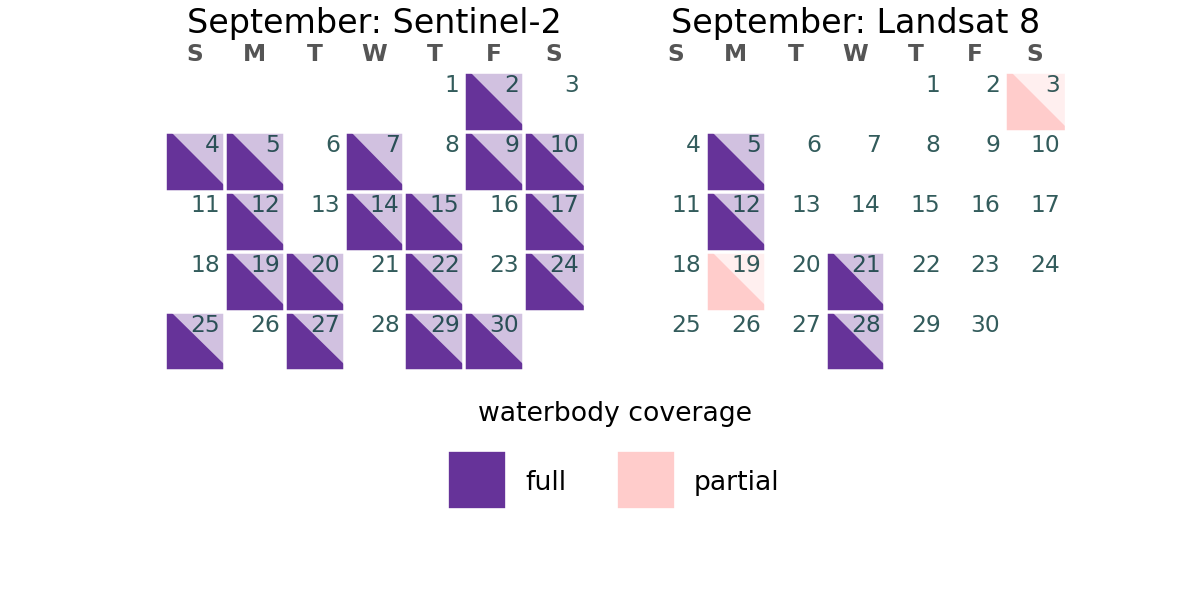 September: Sentinel-2
S M T W T F S
1 2 3
4 5 6 7 8 9 10
11 12 13 14 15 16 17
18 19 20 21 22 23 24
25 26 27 28 29 30
September: Landsat 8
S M T W T F S
1 2 3
4 5 6 7 8 9 10
11 12 13 14 15 16 17
18 19 20 21 22 23 24
25 26 27 28 29 30
waterbody coverage
full partial